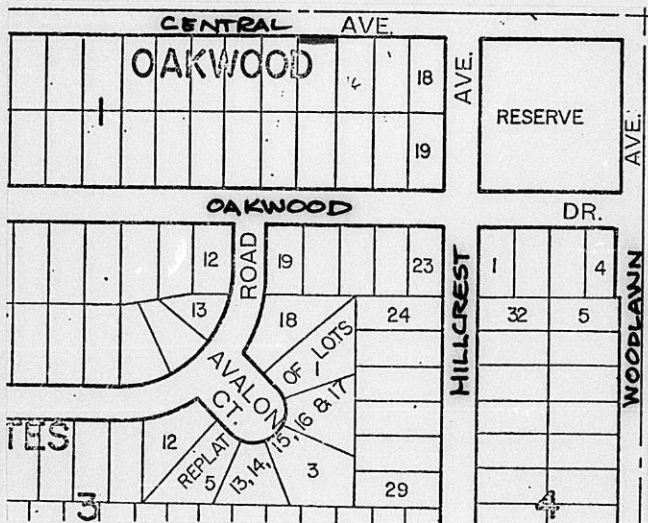 CENTRAL AVE.
OAKWOOD
18
AVE.
1
RESERVE
19
AVE.
OAKWOOD DR.
12
ROAD
19
23
HILLCREST
1
4
WOODLAWN
13
18
24
32
5
AVALON CT.
REPLAT OF LOTS 13, 14, 15, 16 & 17
1
TES
12
5
3
29
3
4